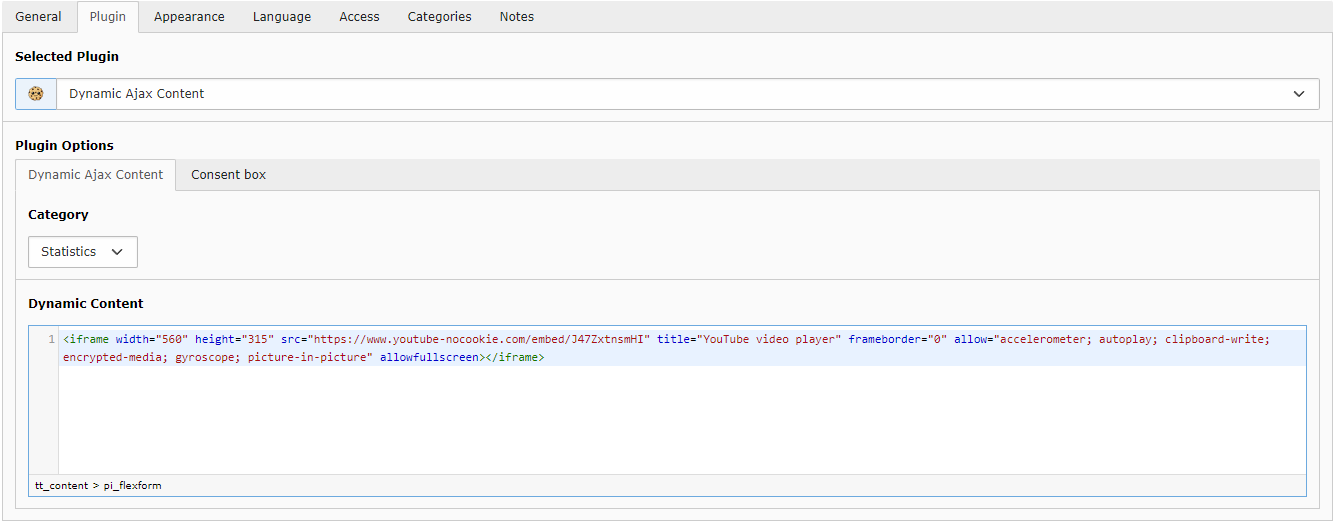 General Plugin Appearance Language Access Categories Notes
Selected Plugin
Dynamic Ajax Content
Plugin Options
Dynamic Ajax Content Consent box
Category
Statistics
Dynamic Content
1 <iframe width="560" height="315" src="https://www.youtube-nocookie.com/embed/J47ZxtnsmHI" title="YouTube video player" frameborder="0" allow="accelerometer; autoplay; clipboard-write;
encrypted-media; gyroscope; picture-in-picture" allowfullscreen></iframe>
tt_content > pi_flexform